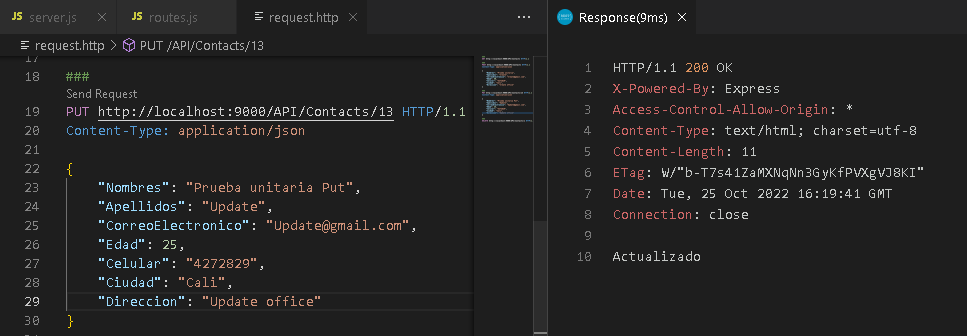 JS server.js
JS routes.js
request.http
Response(9ms)
request.http > PUT /API/Contacts/13
17
18 ###
Send Request
19 PUT http://localhost:9000/API/Contacts/13 HTTP/1.1
20 Content-Type: application/json
21
22 {
23 "Nombres": "Prueba unitaria Put",
24 "Apellidos": "Update",
25 "CorreoElectronico": "Update@gmail.com",
26 "Edad": 25,
27 "Celular": "4272829",
28 "Ciudad": "Cali",
29 "Direccion": "Update office"
30 }
1 HTTP/1.1 200 OK
2 X-Powered-By: Express
3 Access-Control-Allow-Origin: *
4 Content-Type: text/html; charset=utf-8
5 Content-Length: 11
6 ETag: W/"b-T7s41ZaMXNqNn3GyKfPVXgVJ8KI"
7 Date: Tue, 25 Oct 2022 16:19:41 GMT
8 Connection: close
9
10 Actualizado